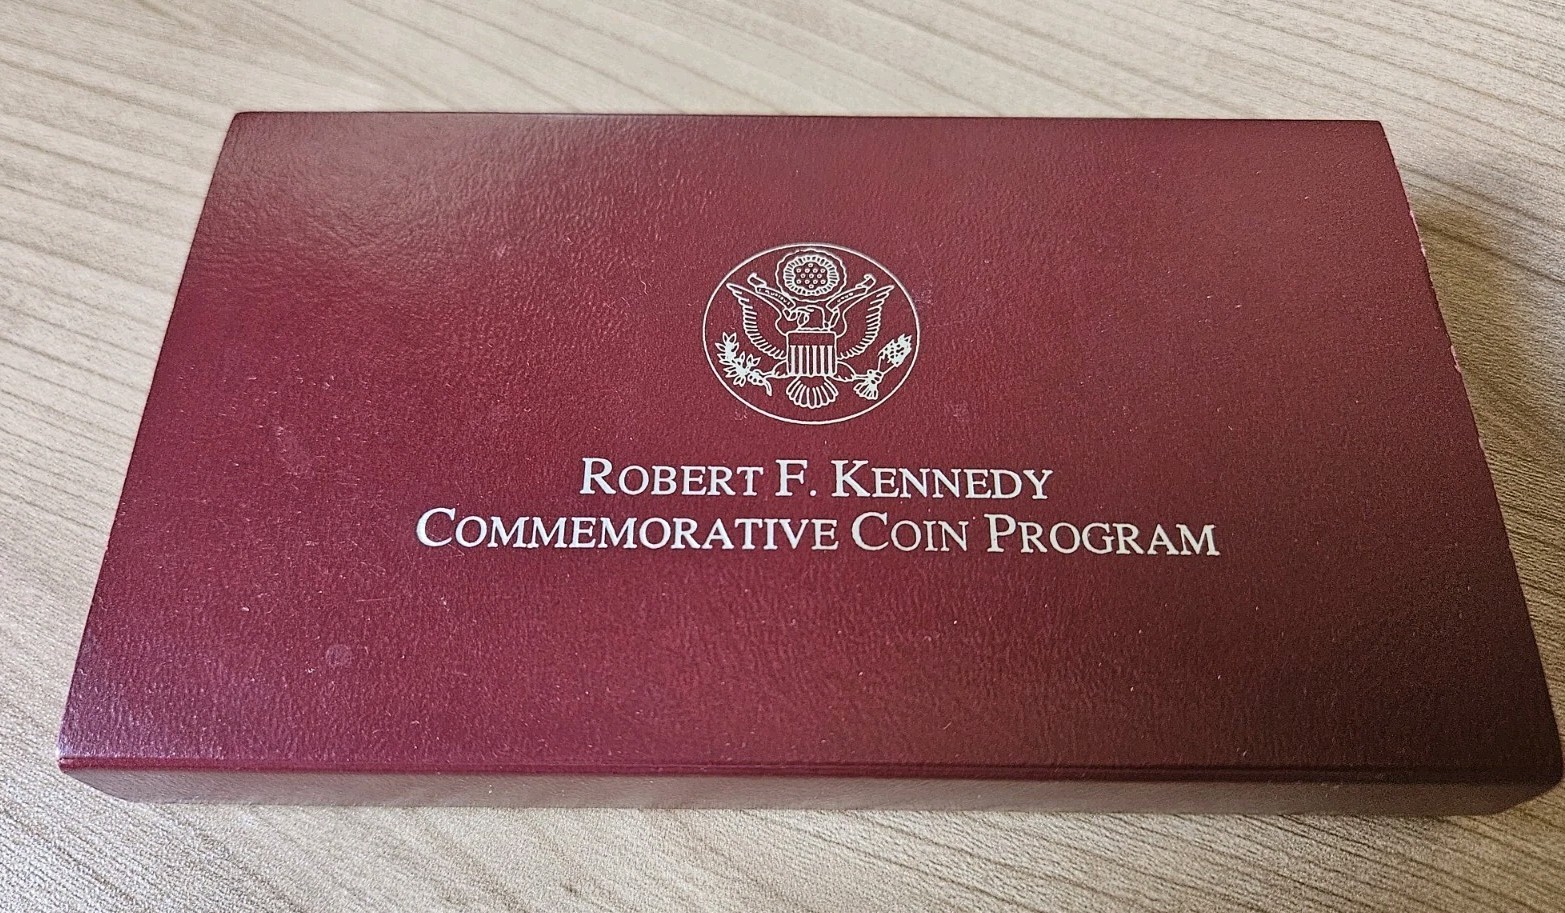 Robert F. Kennedy
Commemorative Coin Program